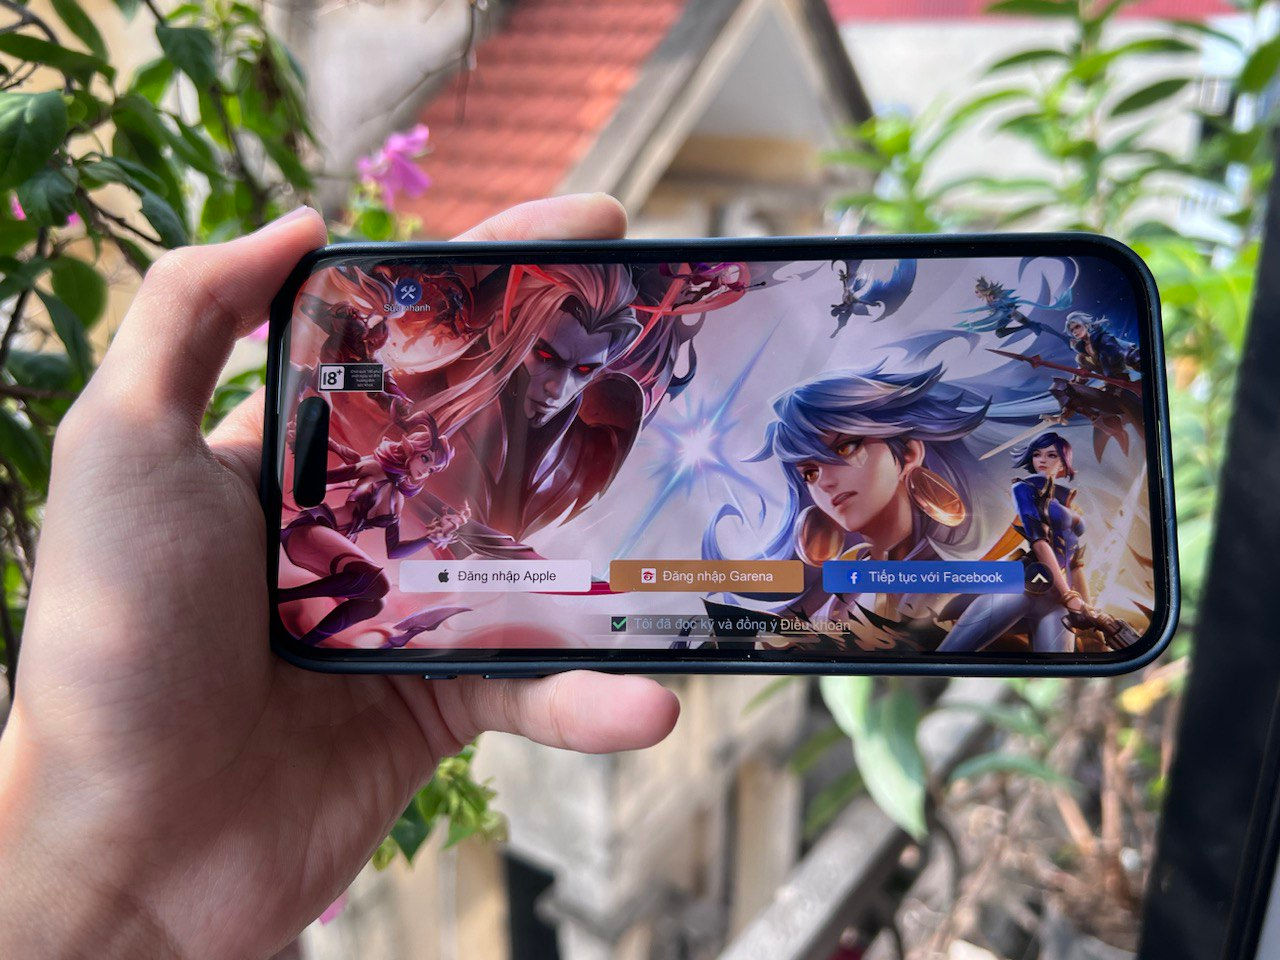 Sửa nhanh
18+
Đăng nhập Apple
Đăng nhập Garena
Tiếp tục với Facebook
Tôi đã đọc kỹ và đồng ý Điều khoản